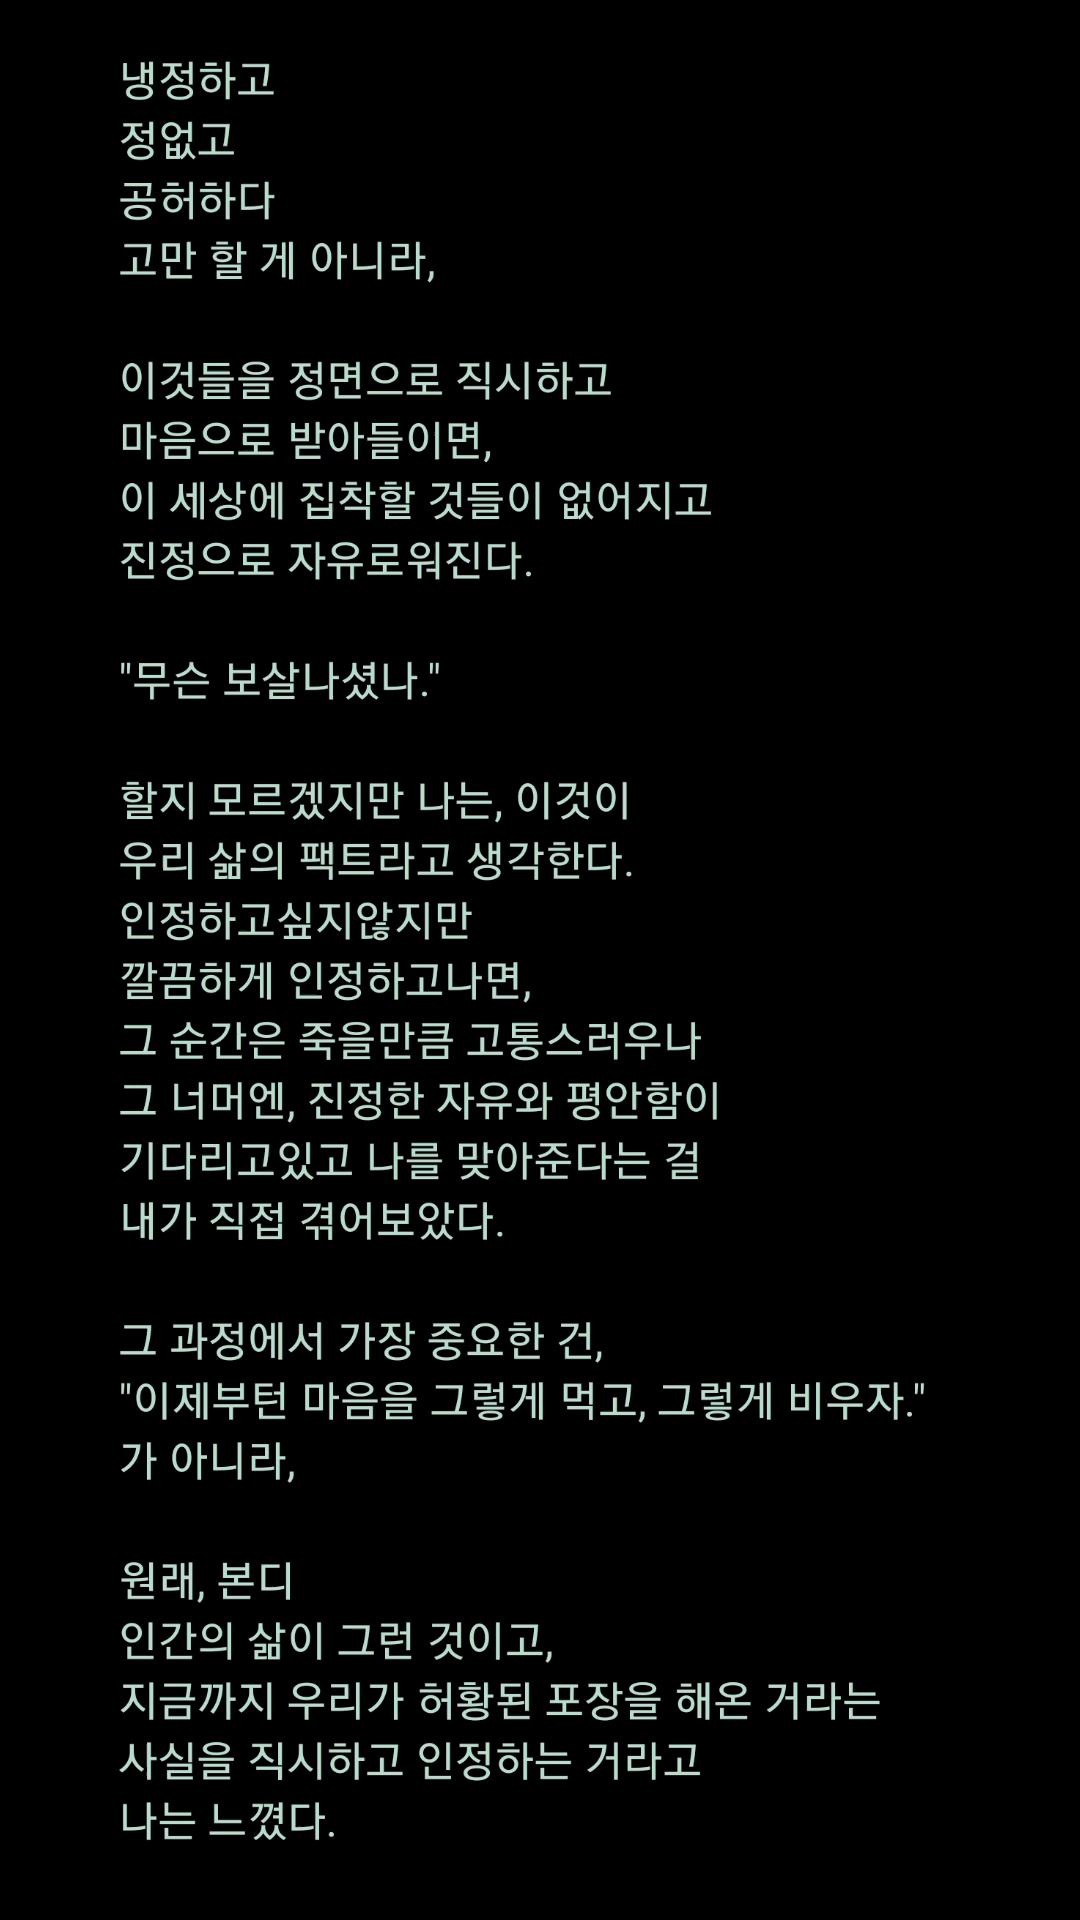 냉정하고
정없고
공허하다
고만 할 게 아니라,
이것들을 정면으로 직시하고
마음으로 받아들이면,
이 세상에 집착할 것들이 없어지고
진정으로 자유로워진다.
"무슨 보살나셨나."
할지 모르겠지만 나는, 이것이
우리 삶의 팩트라고 생각한다.
인정하고싶지않지만
깔끔하게 인정하고나면,
그 순간은 죽을만큼 고통스러우나
그 너머엔, 진정한 자유와 평안함이
기다리고있고 나를 맞아준다는 걸
내가 직접 겪어보았다.
그 과정에서 가장 중요한 건,
"이제부턴 마음을 그렇게 먹고, 그렇게 비우자."
가 아니라,
원래, 본디
인간의 삶이 그런 것이고,
지금까지 우리가 허황된 포장을 해온 거라는
사실을 직시하고 인정하는 거라고
나는 느꼈다.